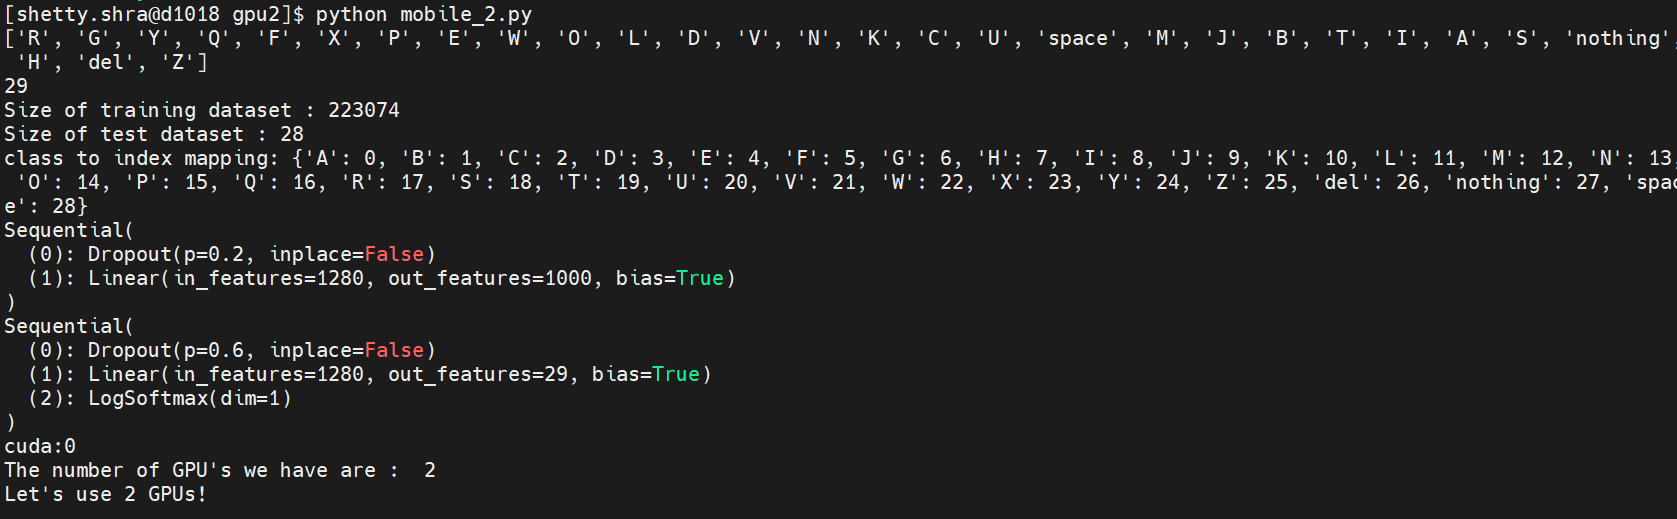 [shetty.shra@d1018 gpu2]$ python mobile_2.py
['R', 'G', 'Y', 'Q', 'F', 'X', 'P', 'E', 'W', 'O', 'L', 'D', 'V', 'N', 'K', 'C', 'U', 'space', 'M', 'J', 'B', 'T', 'I', 'A', 'S', 'nothing',
'H', 'del', 'Z']
29
Size of training dataset : 223074
Size of test dataset : 28
class to index mapping: {'A': 0, 'B': 1, 'C': 2, 'D': 3, 'E': 4, 'F': 5, 'G': 6, 'H': 7, 'I': 8, 'J': 9, 'K': 10, 'L': 11, 'M': 12, 'N': 13,
'O': 14, 'P': 15, 'Q': 16, 'R': 17, 'S': 18, 'T': 19, 'U': 20, 'V': 21, 'W': 22, 'X': 23, 'Y': 24, 'Z': 25, 'del': 26, 'nothing': 27, 'spac
e': 28}
Sequential(
  (0): Dropout(p=0.2, inplace=False)
  (1): Linear(in_features=1280, out_features=1000, bias=True)
)
Sequential(
  (0): Dropout(p=0.6, inplace=False)
  (1): Linear(in_features=1280, out_features=29, bias=True)
  (2): LogSoftmax(dim=1)
)
cuda:0
The number of GPU's we have are :  2
Let's use 2 GPUs!